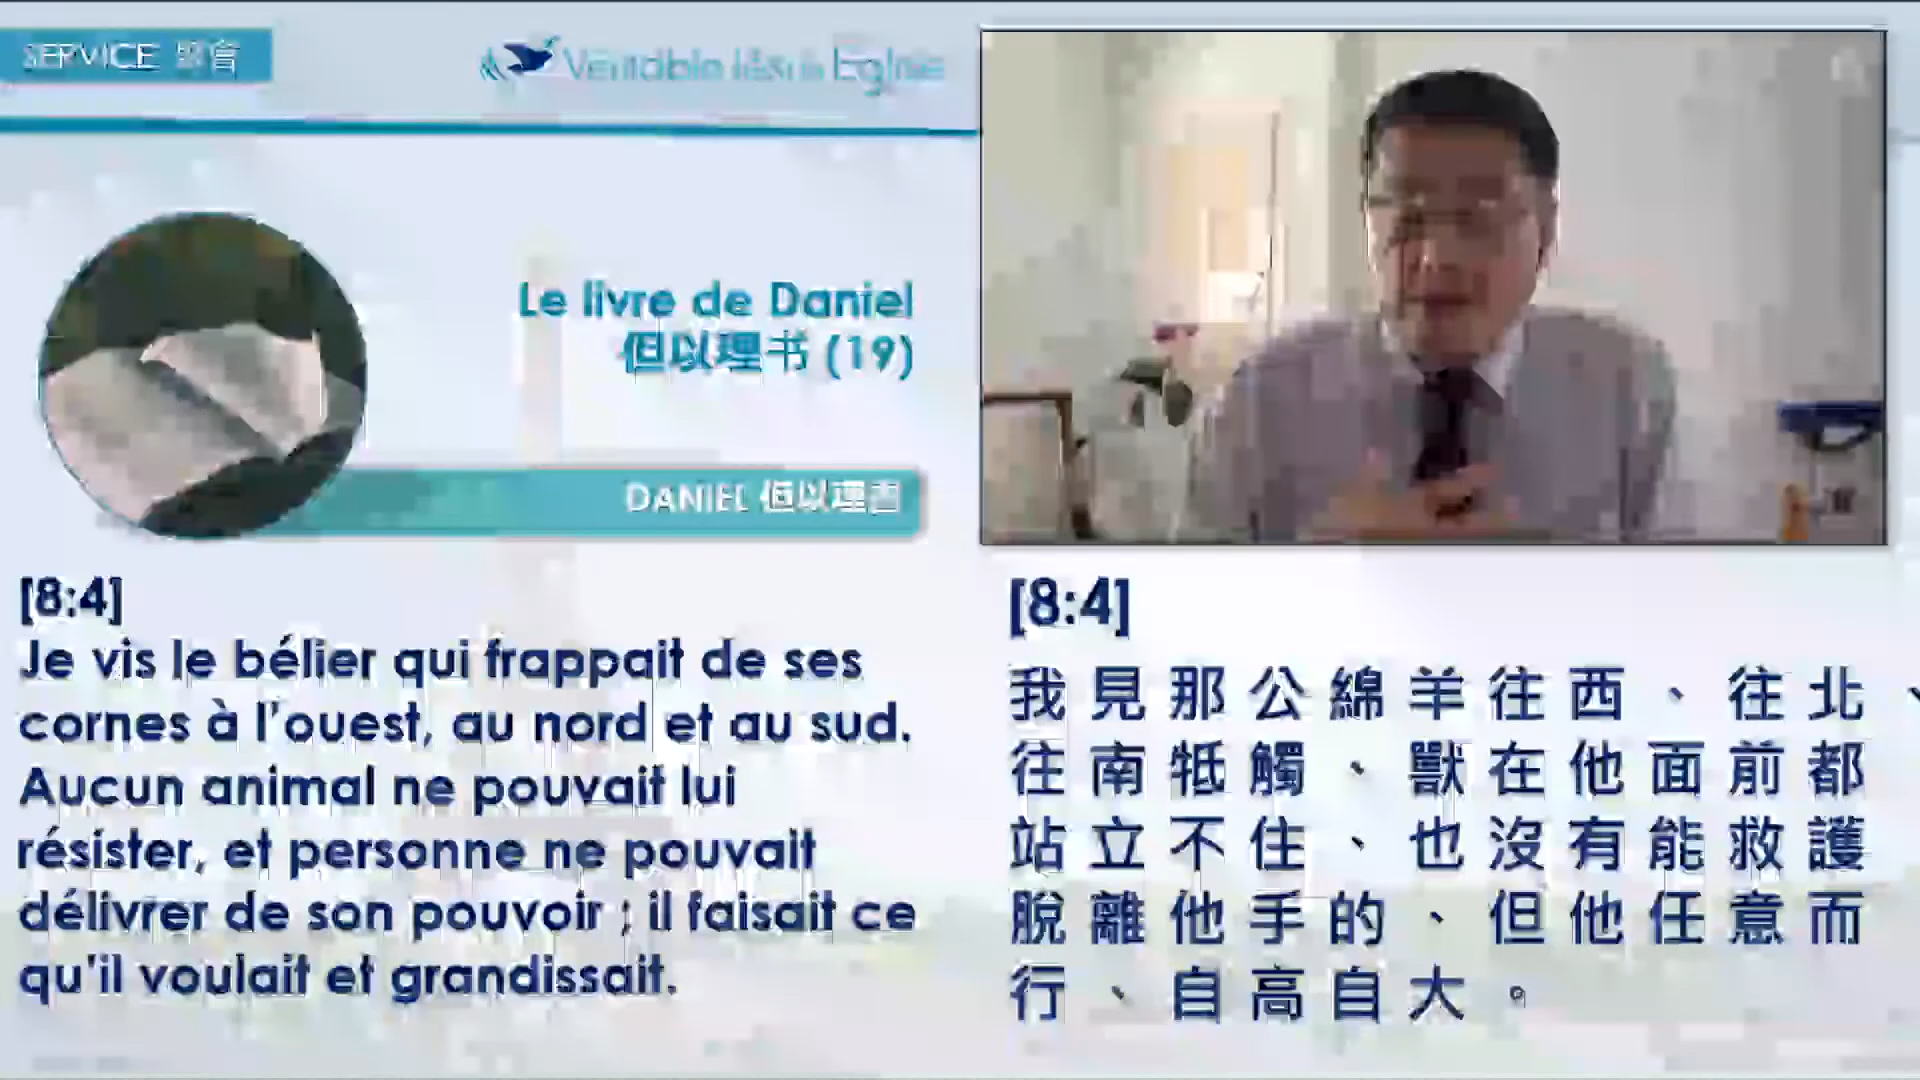 SERVICE 聚會
Véritable Jésus Eglise
Le livre de Daniel
但以理书 (19)
DANIEL 但以理書
[8:4]
Je vis le bélier qui frappait de ses
cornes à l'ouest, au nord et au sud.
Aucun animal ne pouvait lui
résister, et personne ne pouvait
délivrer de son pouvoir ; il faisait ce
qu'il voulait et grandissait.
[8:4]
我見那公綿羊往西、往北、
往南牴觸、獸在他面前都
站立不住、也沒有能救護
脫離他手的、但他任意而
行、自高自大。